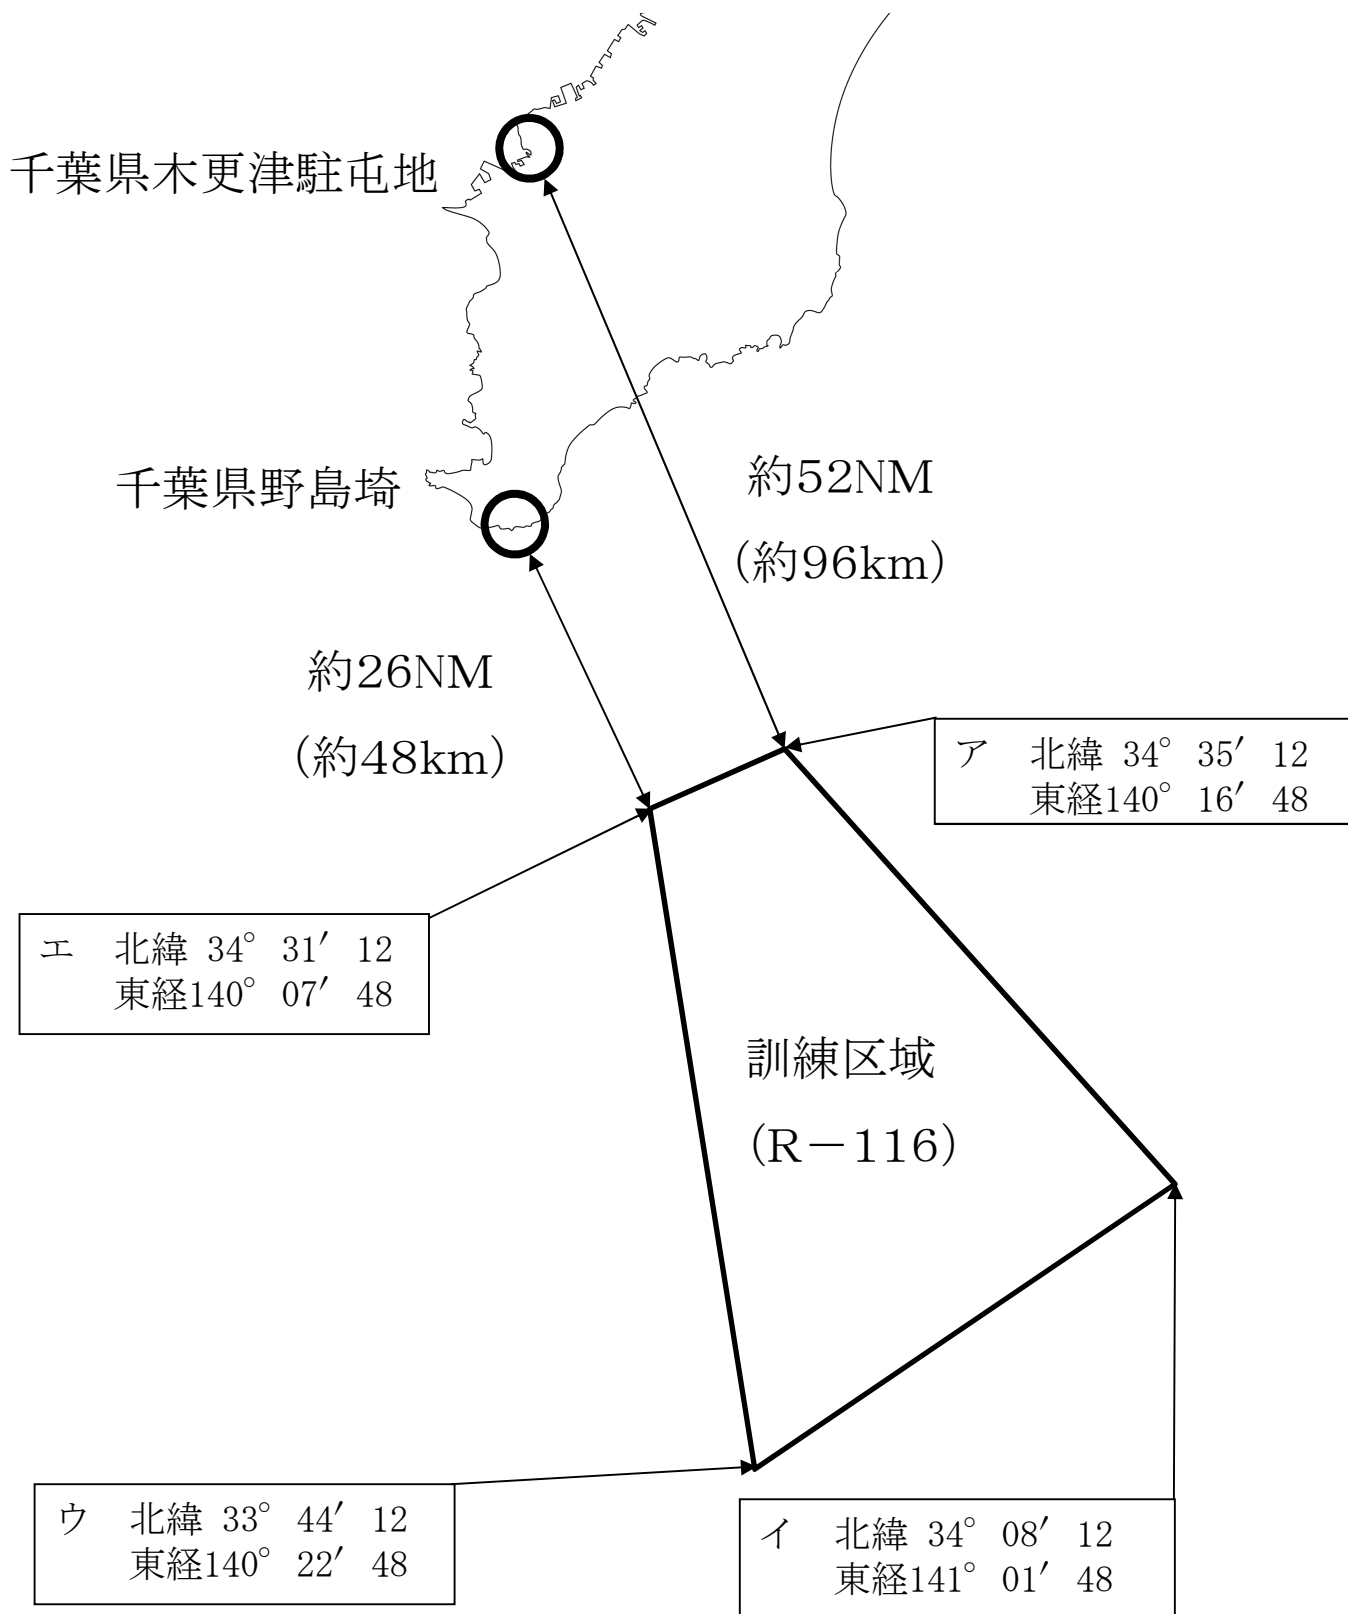 千葉県木更津駐屯地
千葉県野島埼
約52NM
(約96km)
約26NM
(約48km)
ア 北緯 34° 35′ 12
東経140° 16′ 48
エ 北緯 34° 31′ 12
東経140° 07′ 48
訓練区域
(R－116)
ウ 北緯 33° 44′ 12
東経140° 22′ 48
イ 北緯 34° 08′ 12
東経141° 01′ 48